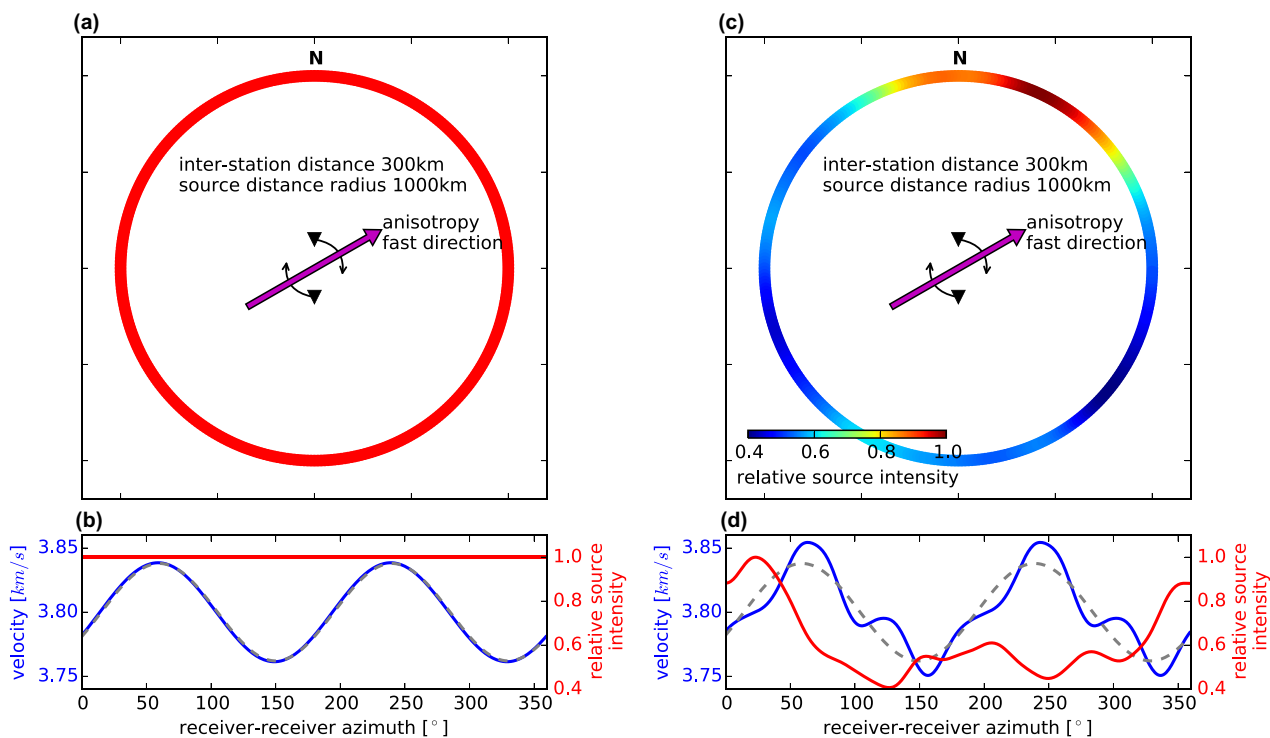 (a)
N
inter-station distance 300km
source distance radius 1000km
anisotropy
fast direction
(c)
N
inter-station distance 300km
source distance radius 1000km
anisotropy
fast direction
0.4 0.6 0.8 1.0
relative source intensity
(b)
3.85
3.80
3.75
velocity [km/s]
1.0
0.8
0.6
0.4
relative source
intensity
0 50 100 150 200 250 300 350
receiver-receiver azimuth [°]
(d)
3.85
3.80
3.75
velocity [km/s]
1.0
0.8
0.6
0.4
relative source
intensity
0 50 100 150 200 250 300 350
receiver-receiver azimuth [°]